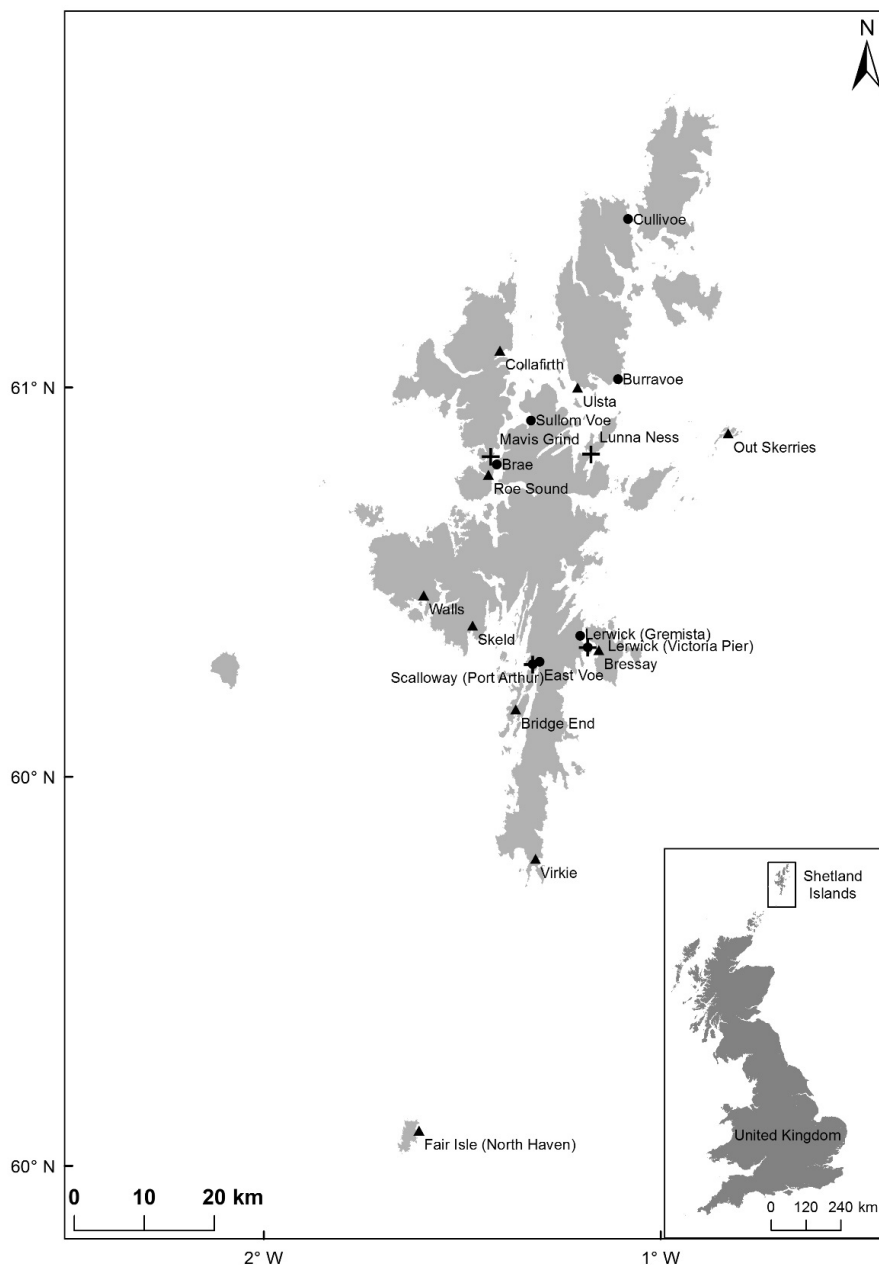 N
Cullivoe
Collafirth
61° N
Burravoe
Ulsta
Sullom Voe
Mavis Grind
Lunna Ness
Out Skerries
Brae
Roe Sound
Walls
Skeld
Lerwick (Gremista)
Lerwick (Victoria Pier)
Bressay
Scalloway (Port Arthur)
East Voe
Bridge End
60° N
Virkie
Shetland
Islands
United Kingdom
Fair Isle (North Haven)
60° N
0 10 20 km
0 120 240 km
2° W
1° W